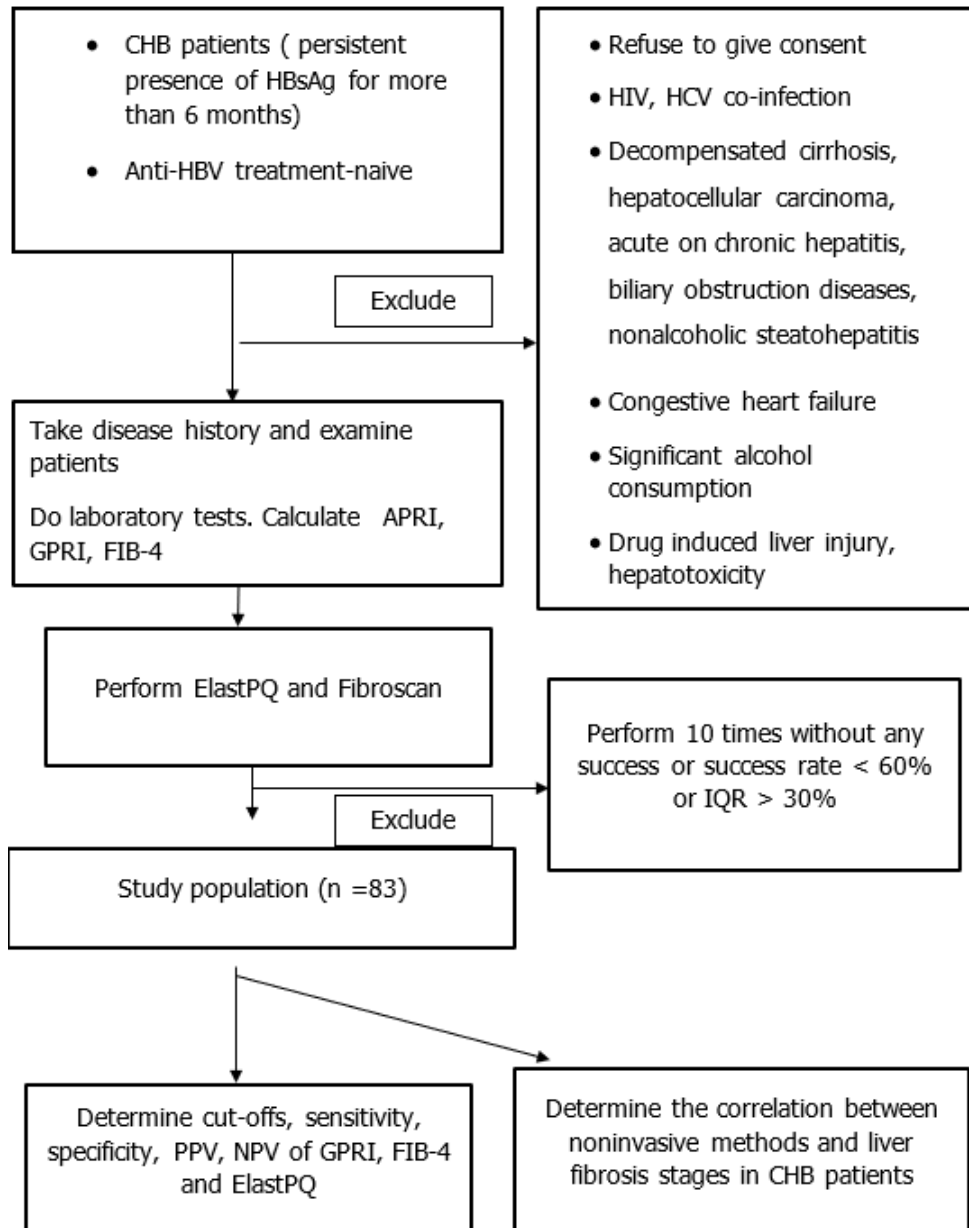 • CHB patients ( persistent
presence of HBsAg for more
than 6 months)
• Anti-HBV treatment-naive
• Refuse to give consent
• HIV, HCV co-infection
• Decompensated cirrhosis,
hepatocellular carcinoma,
acute on chronic hepatitis,
biliary obstruction diseases,
nonalcoholic steatohepatitis
• Congestive heart failure
• Significant alcohol
consumption
• Drug induced liver injury,
hepatotoxicity
Exclude
Take disease history and examine
patients
Do laboratory tests. Calculate APRI,
GPRI, FIB-4
Perform ElastPQ and Fibroscan
Perform 10 times without any
success or success rate < 60%
or IQR > 30%
Exclude
Study population (n =83)
Determine cut-offs, sensitivity,
specificity, PPV, NPV of GPRI, FIB-4
and ElastPQ
Determine the correlation between
noninvasive methods and liver
fibrosis stages in CHB patients